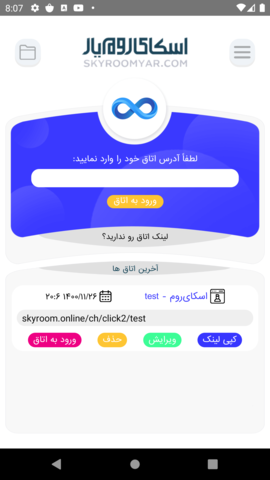 8:07
اسکای‌روم‌یار
SKYROOMYAR.COM
لطفاً آدرس اتاق خود را وارد نمایید:
ورود به اتاق
لینک اتاق رو ندارید؟
آخرین اتاق ها
اسکای‌روم - test
۱۴۰۰/۱۱/۲۶ ۲۰:۶
skyroom.online/ch/click2/test
کپی لینک
ویرایش
حذف
ورود به اتاق